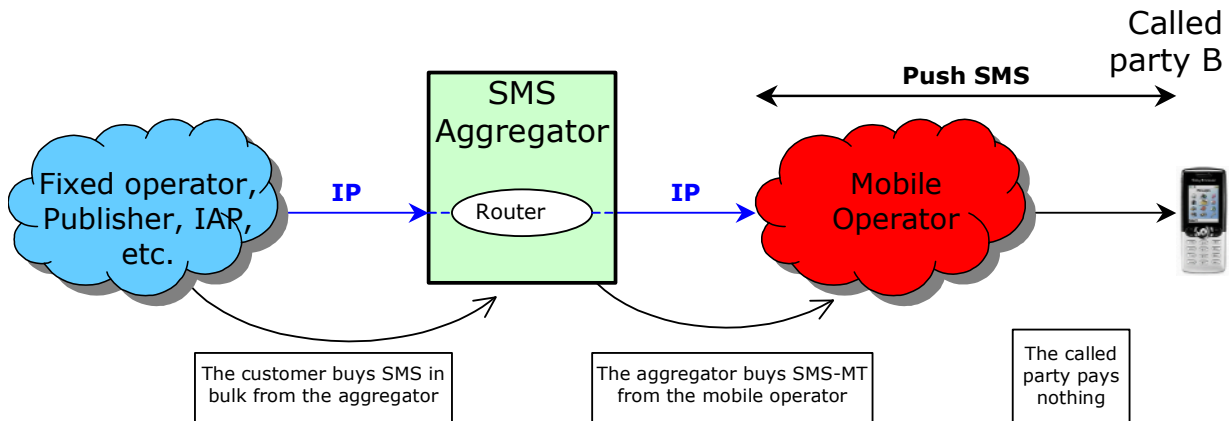 Called
party B
Push SMS
SMS
Aggregator
Fixed operator,
Publisher, IAP,
etc.
IP
Router
IP
Mobile
Operator
The customer buys SMS in
bulk from the aggregator
The aggregator buys SMS-MT
from the mobile operator
The called
party pays
nothing